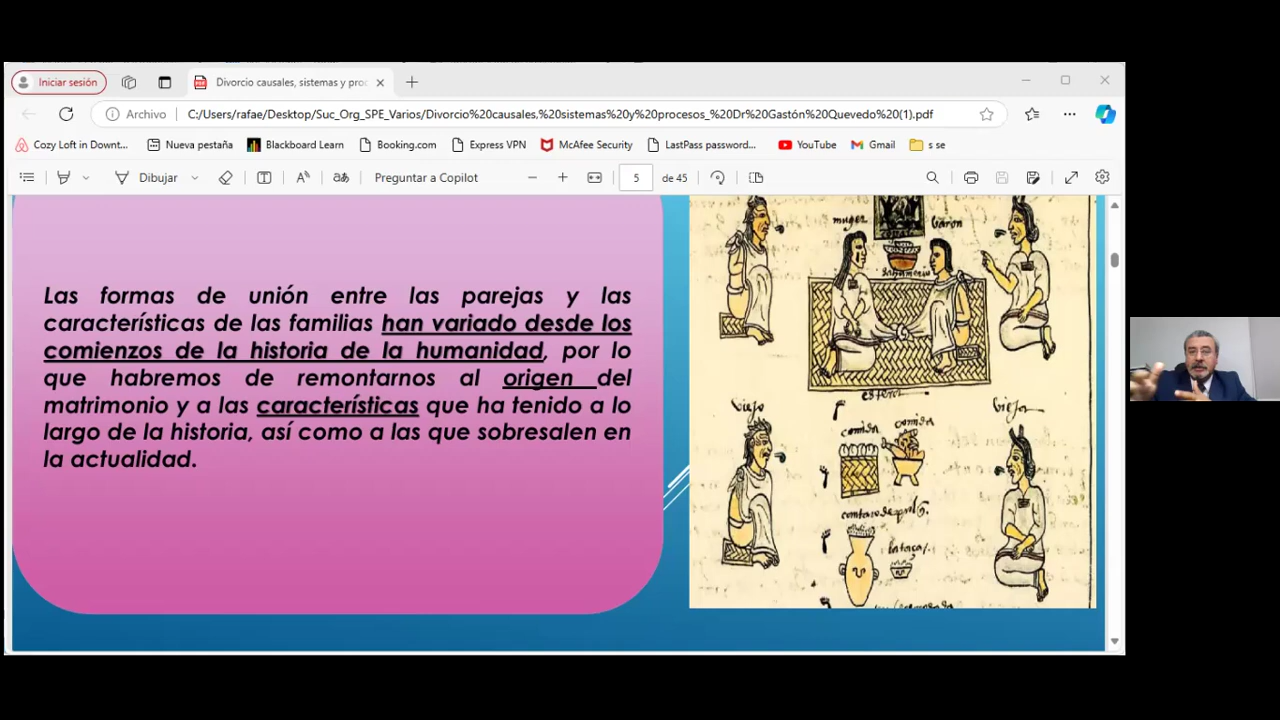 Iniciar sesión
Divorcio causales, sistemas y proc
Archivo
C:/Users/rafae/Desktop/Suc_Org_SPE_Varios/Divorcio%20causales,%20sistemas%20y%20procesos_%20Dr%20Gastón%20Quevedo%20(1).pdf
Cozy Loft in Downt... Nueva pestaña Blackboard Learn Booking.com Express VPN McAfee Security LastPass password... YouTube Gmail s se
Dibujar Preguntar a Copilot 5 de 45
Las formas de unión entre las parejas y las
características de las familias han variado desde los
comienzos de la historia de la humanidad, por lo
que habremos de remontarnos al origen del
matrimonio y a las características que ha tenido a lo
largo de la historia, así como a las que sobresalen en
la actualidad.
muger
baron
estera
viejo
vieja
comida comida